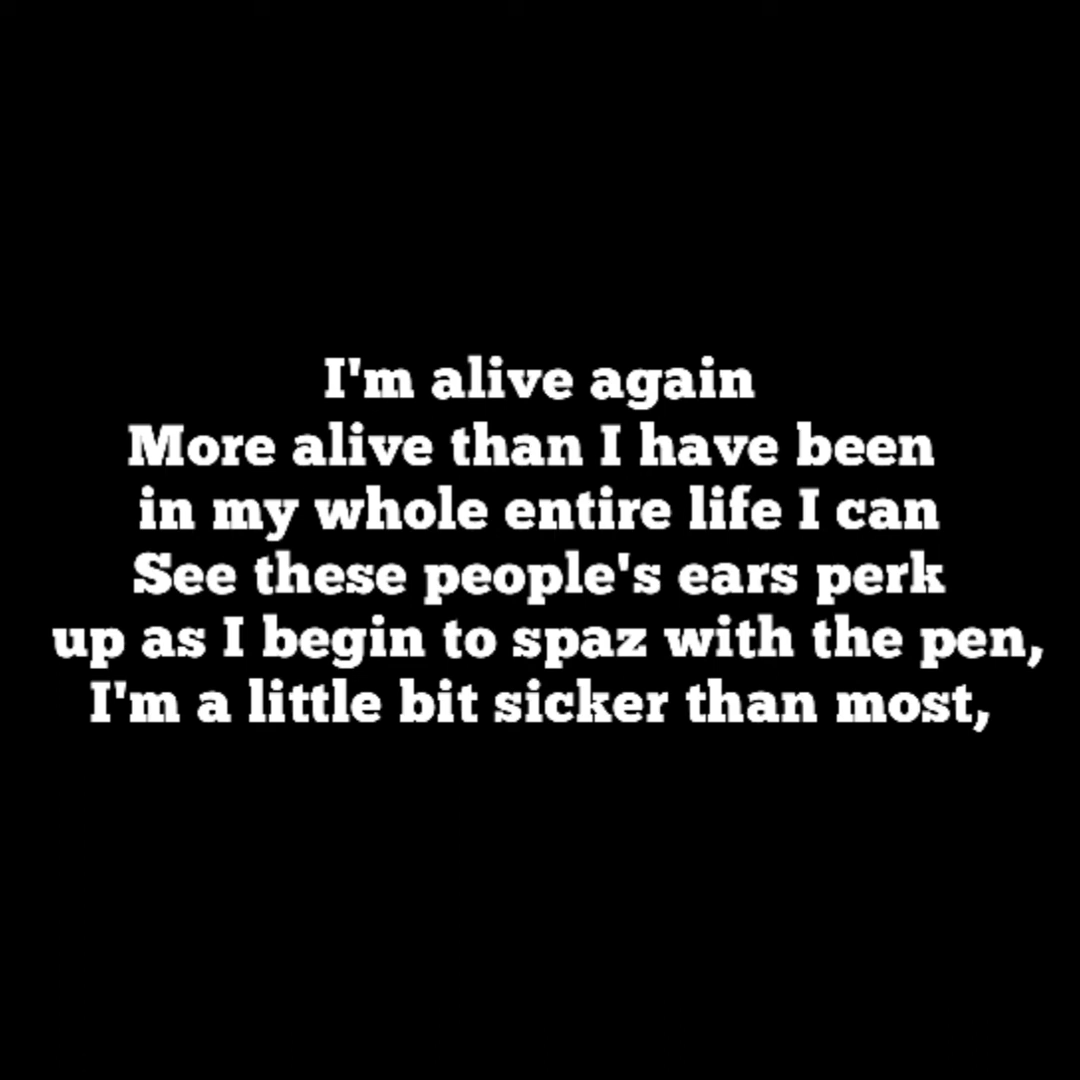 I'm alive again
More alive than I have been
in my whole entire life I can
See these people's ears perk
up as I begin to spaz with the pen,
I'm a little bit sicker than most,